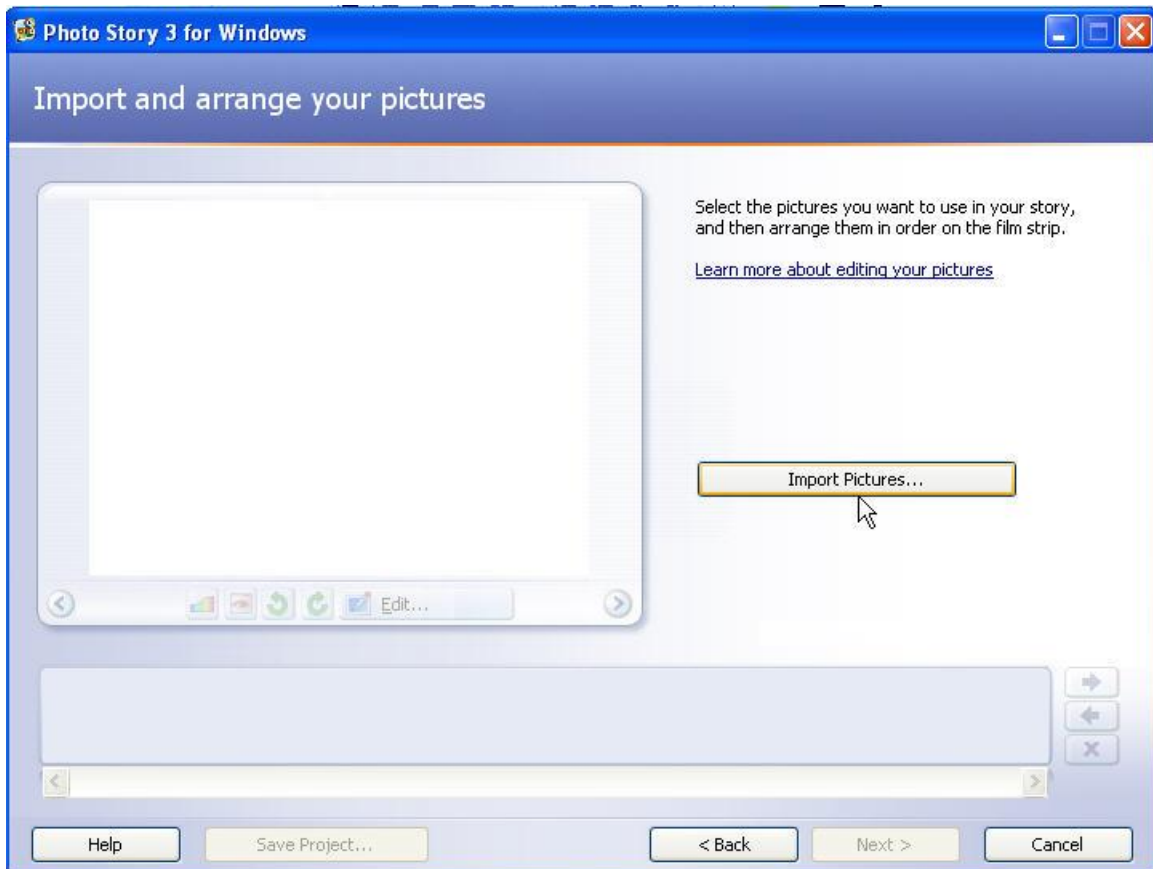 Photo Story 3 for Windows
Import and arrange your pictures
Select the pictures you want to use in your story,
and then arrange them in order on the film strip.
Learn more about editing your pictures
Import Pictures...
Edit...
Help
Save Project...
< Back
Next >
Cancel